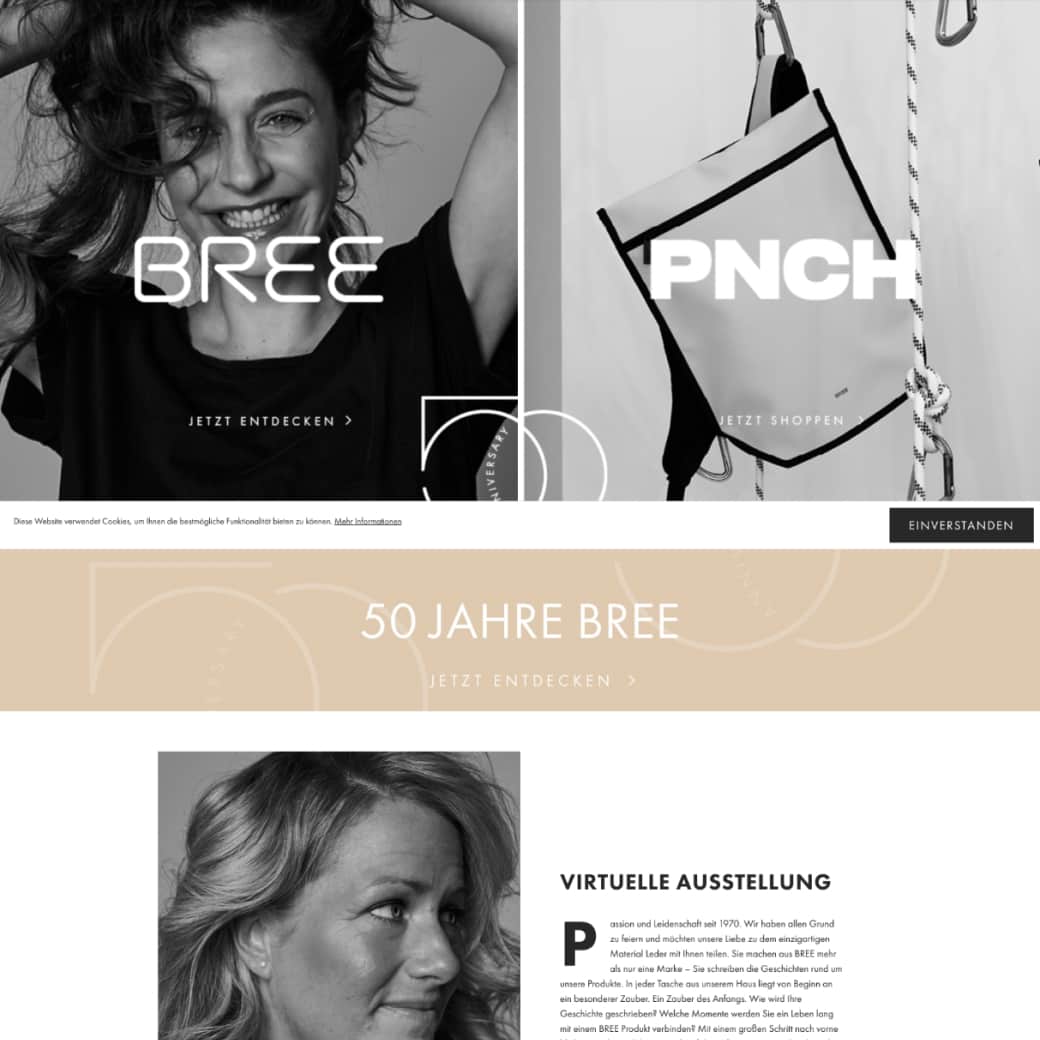 BREE
JETZT ENTDECKEN >
NIVERSARY
PNCH
BREE
JETZT SHOPPEN >
Diese Website verwendet Cookies, um Ihnen die bestmögliche Funktionalität bieten zu können. Mehr Informationen
EINVERSTANDEN
50 JAHRE BREE
JETZT ENTDECKEN >
VIRTUELLE AUSSTELLUNG
Passion und Leidenschaft seit 1970. Wir haben allen Grund
zu feiern und möchten unsere Liebe zu dem einzigartigen
Material Leder mit Ihnen teilen. Sie machen aus BREE mehr
als nur eine Marke – Sie schreiben die Geschichten rund um
unsere Produkte. In jeder Tasche aus unserem Haus liegt von Beginn an
ein besonderer Zauber. Ein Zauber des Anfangs. Wie wird Ihre
Geschichte geschrieben? Welche Momente werden Sie ein Leben lang
mit einem BREE Produkt verbinden? Mit einem großen Schritt nach vorne